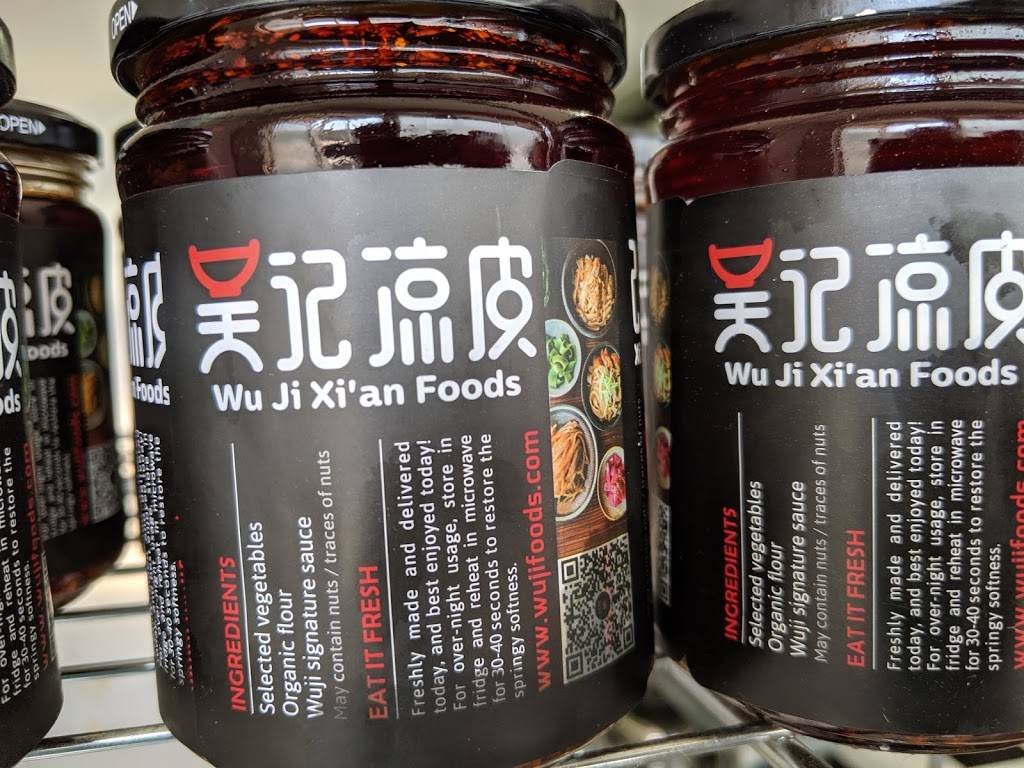 OPEN
OPEN
吴记凉皮
Wu Ji Xi'an Foods
INGREDIENTS
Selected vegetables
Organic flour
Wuji signature sauce
May contain nuts / traces of nuts
EAT IT FRESH
Freshly made and delivered
today, and best enjoyed today!
For over-night usage, store in
fridge and reheat in microwave
for 30-40 seconds to restore the
springy softness.
www.wujifoods.com
吴记凉皮
Wu Ji Xi'an Foods
INGREDIENTS
Selected vegetables
Organic flour
Wuji signature sauce
May contain nuts / traces of nuts
EAT IT FRESH
Freshly made and delivered
today, and best enjoyed today!
For over-night usage, store in
fridge and reheat in microwave
for 30-40 seconds to restore the
springy softness.
www.wujifoods.com